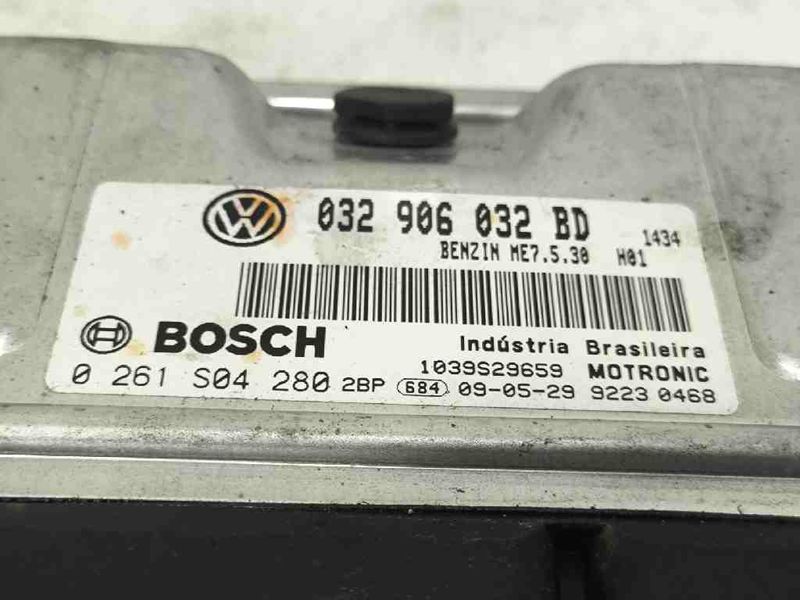 032 906 032 BD 1434
BENZIN ME7.5.30 H01
BOSCH Indústria Brasileira
1039S29659 MOTRONIC
0 261 S04 280 2BP 684 09-05-29 9223 0468